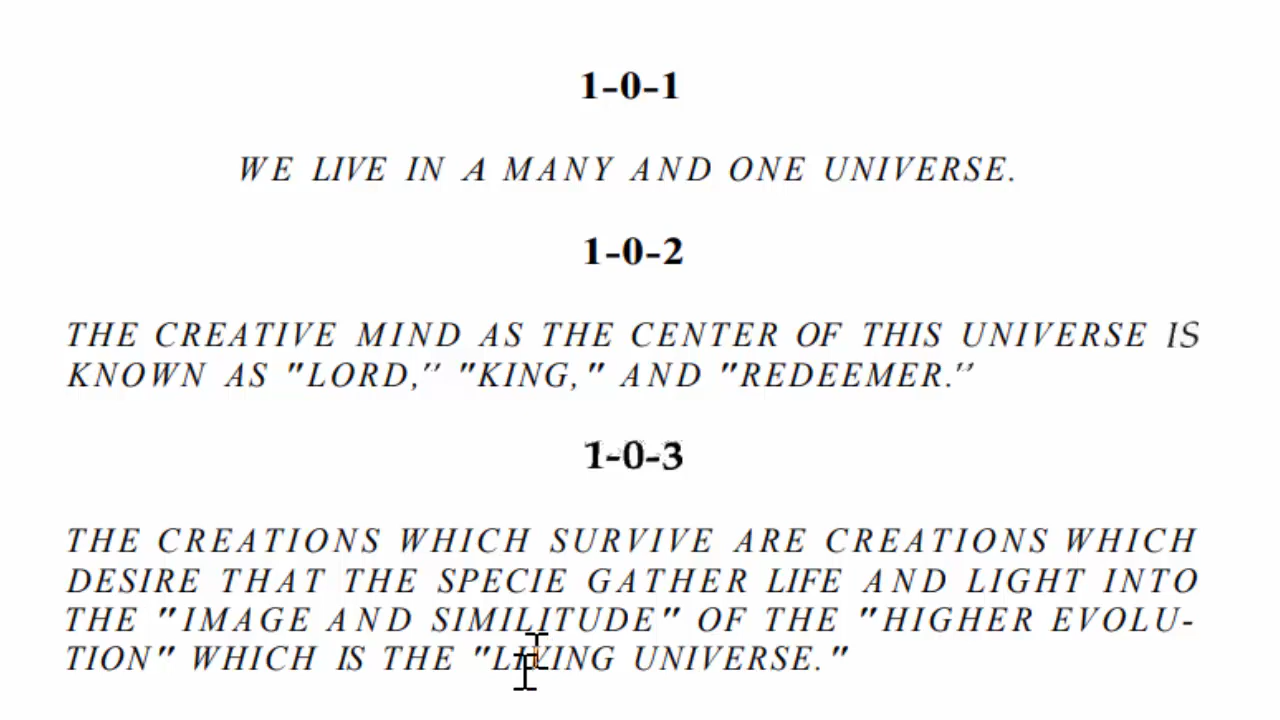 1-0-1
WE LIVE IN A MANY AND ONE UNIVERSE.
1-0-2
THE CREATIVE MIND AS THE CENTER OF THIS UNIVERSE IS
KNOWN AS "LORD,'' "KING," AND "REDEEMER.''
1-0-3
THE CREATIONS WHICH SURVIVE ARE CREATIONS WHICH
DESIRE THAT THE SPECIE GATHER LIFE AND LIGHT INTO
THE "IMAGE AND SIMILITUDE" OF THE "HIGHER EVOLU-
TION" WHICH IS THE "LIVING UNIVERSE."